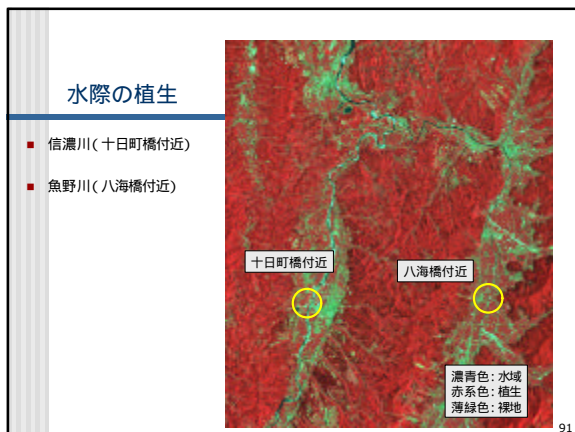 水際の植生
信濃川(十日町橋付近)
魚野川(八海橋付近)
十日町橋付近
八海橋付近
濃青色:水域
赤系色:植生
薄緑色:裸地
91